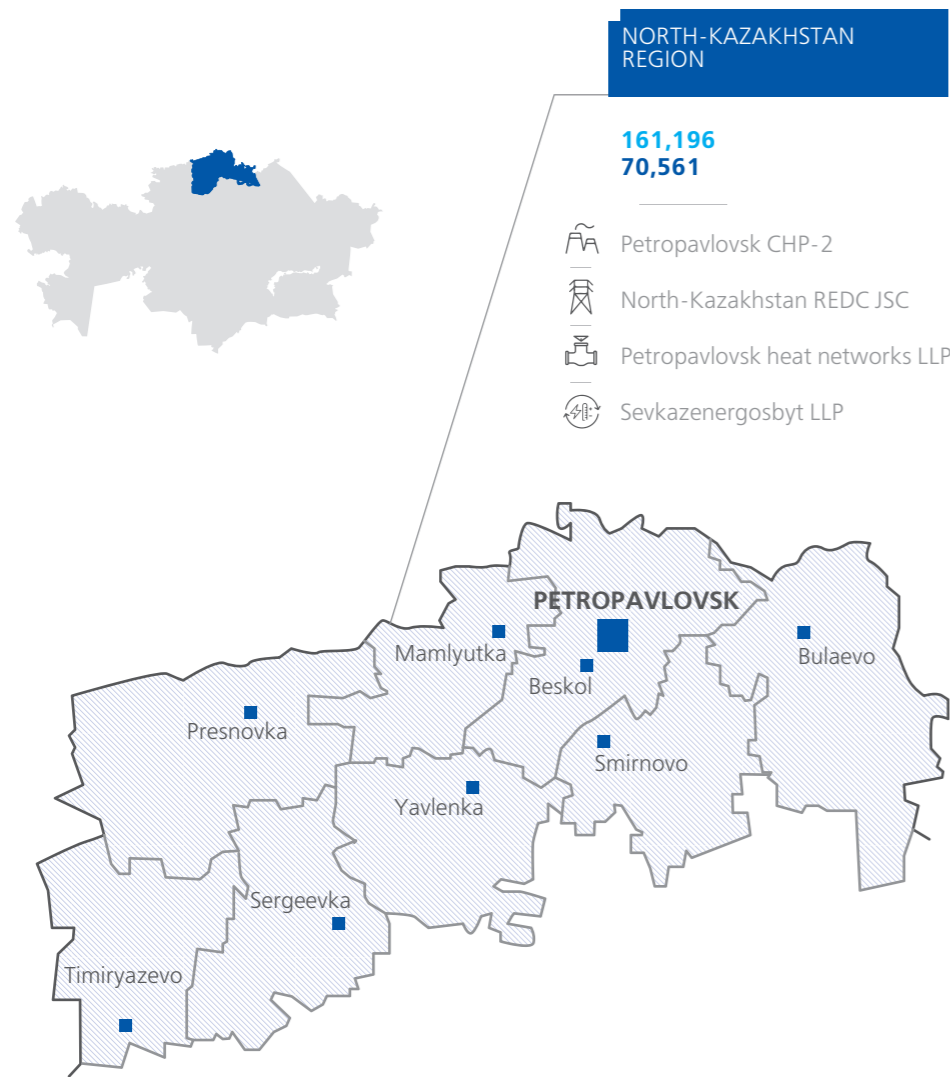 NORTH-KAZAKHSTAN
REGION
161,196
70,561
Petropavlovsk CHP-2
North-Kazakhstan REDC JSC
Petropavlovsk heat networks LLP
Sevkazenergosbyt LLP
PETROPAVLOVSK
Mamlyutka
Bulaevo
Beskol
Presnovka
Smirnovo
Yavlenka
Sergeevka
Timiryazevo